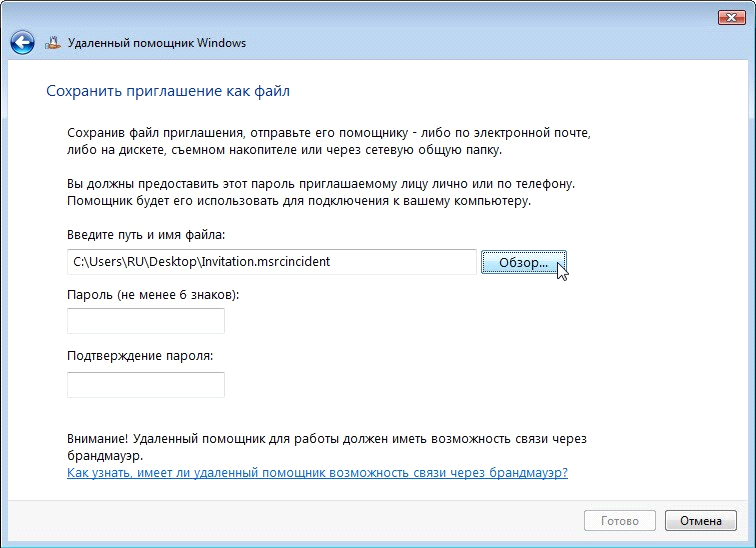 Удаленный помощник Windows
Сохранить приглашение как файл
Сохранив файл приглашения, отправьте его помощнику - либо по электронной почте,
либо на дискете, съемном накопителе или через сетевую общую папку.
Вы должны предоставить этот пароль приглашаемому лицу лично или по телефону.
Помощник будет его использовать для подключения к вашему компьютеру.
Введите путь и имя файла:
C:\Users\RU\Desktop\Invitation.msrcincident Обзор...
Пароль (не менее 6 знаков):
Подтверждение пароля:
Внимание! Удаленный помощник для работы должен иметь возможность связи через
брандмауэр.
Как узнать, имеет ли удаленный помощник возможность связи через брандмауэр?
Готово Отмена